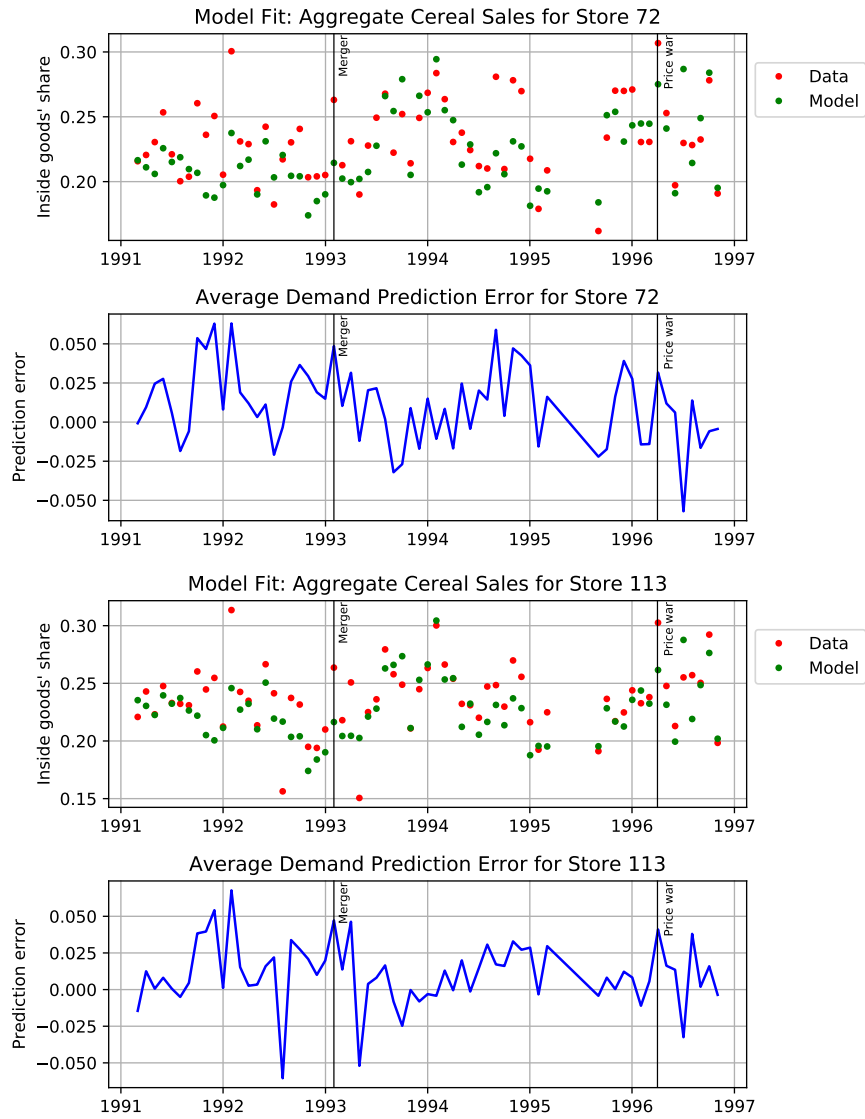 Model Fit: Aggregate Cereal Sales for Store 72
Inside goods' share
0.30
0.25
0.20
Merger
Price war
Data
Model
1991 1992 1993 1994 1995 1996 1997
Average Demand Prediction Error for Store 72
Prediction error
0.050
0.025
0.000
−0.025
−0.050
Merger
Price war
1991 1992 1993 1994 1995 1996 1997
Model Fit: Aggregate Cereal Sales for Store 113
Inside goods' share
0.30
0.25
0.20
0.15
Merger
Price war
Data
Model
1991 1992 1993 1994 1995 1996 1997
Average Demand Prediction Error for Store 113
Prediction error
0.050
0.025
0.000
−0.025
−0.050
Merger
Price war
1991 1992 1993 1994 1995 1996 1997